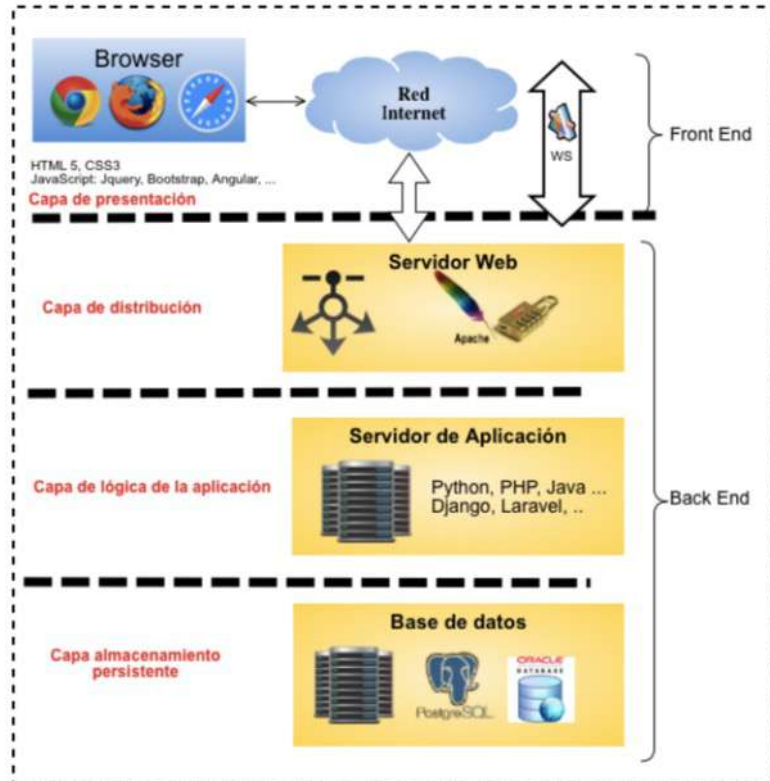 Browser
Red
Internet
WS
Front End
HTML 5, CSS3
JavaScript: Jquery, Bootstrap, Angular, ...
Capa de presentación
Servidor Web
Capa de distribución
Apache
Servidor de Aplicación
Capa de lógica de la aplicación
Python, PHP, Java ...
Django, Laravel, ..
Back End
Base de datos
Capa almacenamiento
persistente
PostgreSQL
ORACLE
DATABASE